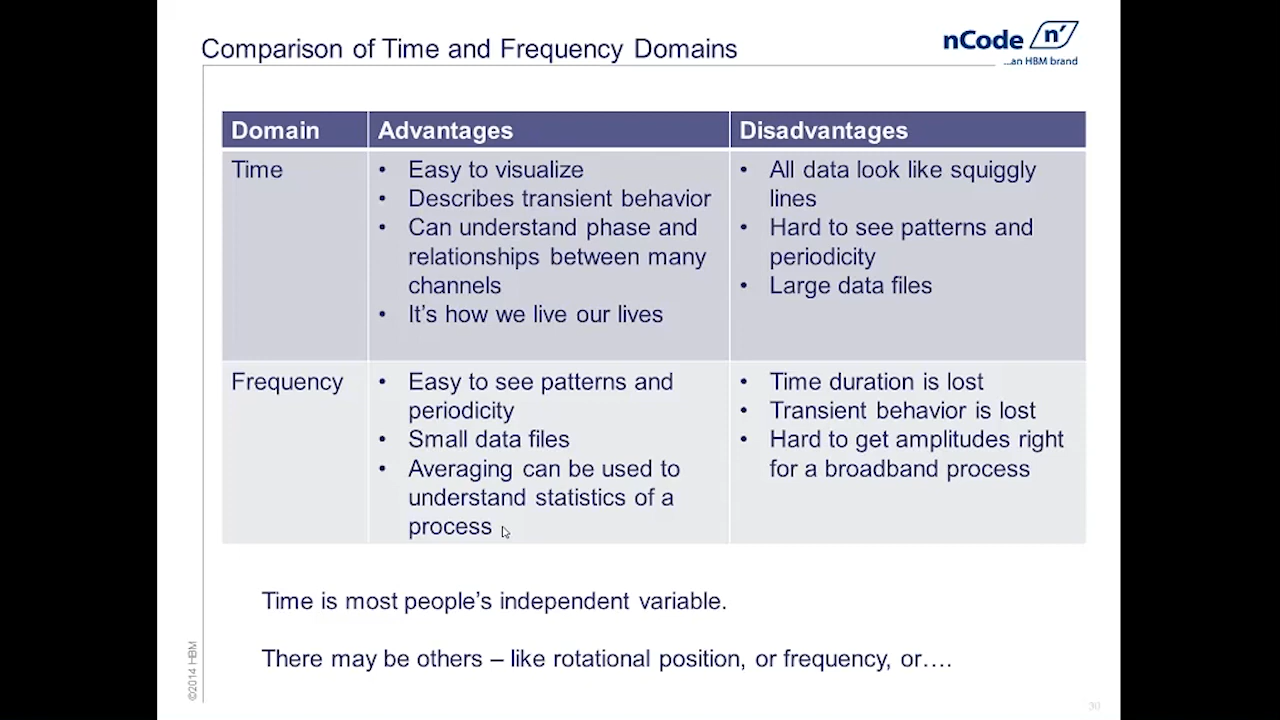 Comparison of Time and Frequency Domains
nCode n'
...an HBM brand
Domain
Advantages
Disadvantages
Time
• Easy to visualize
• Describes transient behavior
• Can understand phase and
relationships between many
channels
• It’s how we live our lives
• All data look like squiggly
lines
• Hard to see patterns and
periodicity
• Large data files
Frequency
• Easy to see patterns and
periodicity
• Small data files
• Averaging can be used to
understand statistics of a
process
• Time duration is lost
• Transient behavior is lost
• Hard to get amplitudes right
for a broadband process
Time is most people’s independent variable.
There may be others – like rotational position, or frequency, or….
©2014 HBM
30